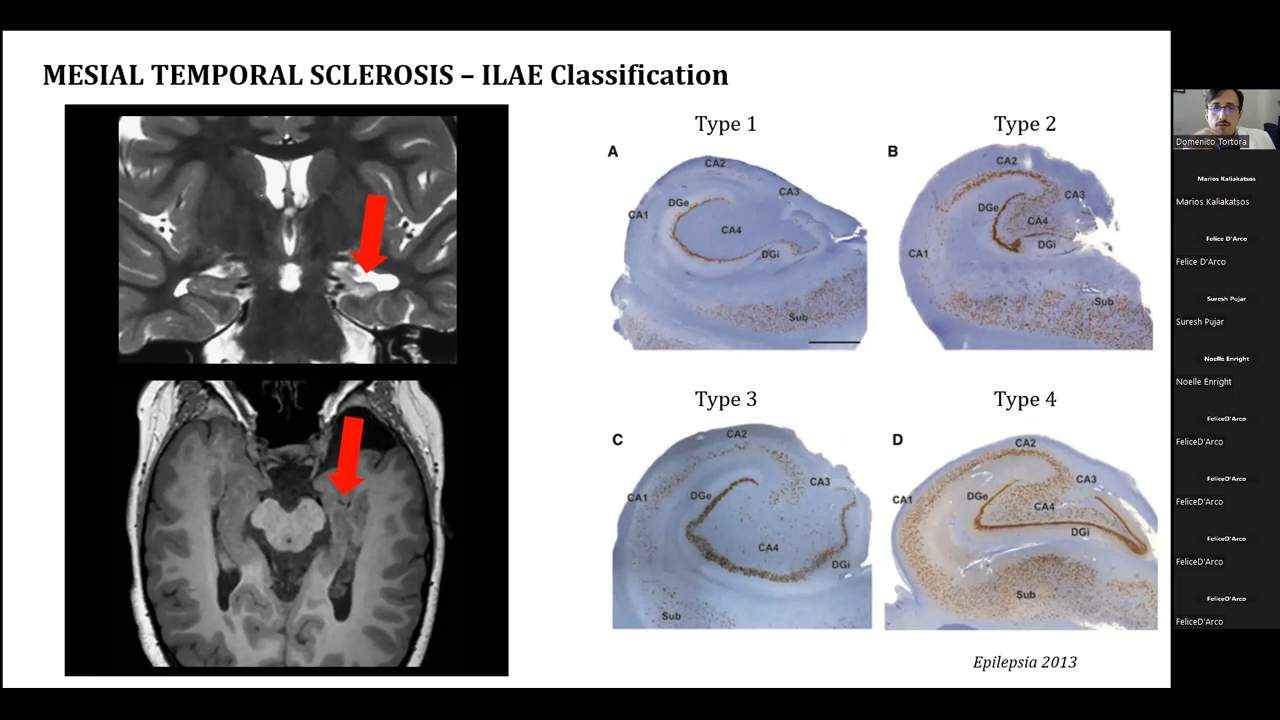 MESIAL TEMPORAL SCLEROSIS – ILAE Classification
Type 1
Type 2
A
CA2
CA3
DGe
CA1
CA4
DGi
Sub
B
CA2
CA3
DGe
CA4
DGi
CA1
Sub
Type 3
Type 4
C
CA2
CA3
CA1
DGe
CA4
DGi
Sub
D
CA2
CA3
CA1
DGe
CA4
DGi
Sub
Epilepsia 2013
Domenico Tortora
Marios Kaliakatsos
Marios Kaliakatsos
Felice D'Arco
Felice D'Arco
Suresh Pujar
Suresh Pujar
Noelle Enright
Noelle Enright
FeliceD'Arco
FeliceD'Arco
FeliceD'Arco
FeliceD'Arco
FeliceD'Arco
FeliceD'Arco
FeliceD'Arco
FeliceD'Arco